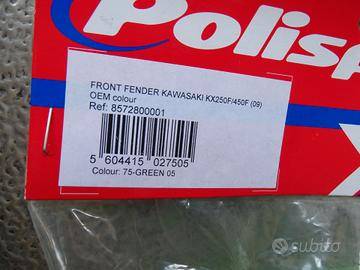 Polisp
FRONT FENDER KAWASAKI KX250F/450F (09)
OEM colour
Ref: 8572800001
5 604415 027505
Colour: 75-GREEN 05
subito